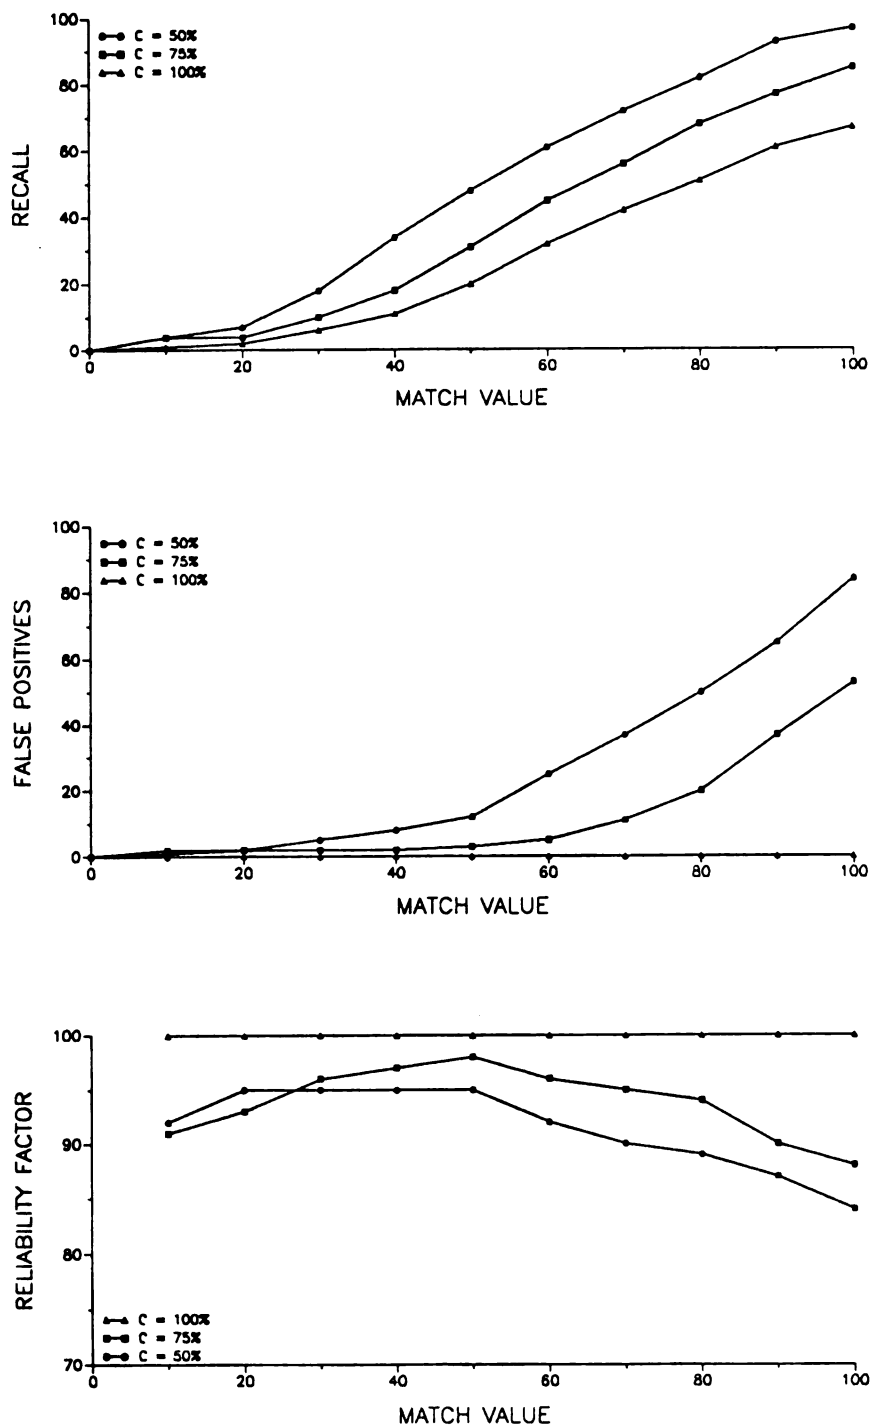 100
C = 50%
C = 75%
C = 100%
80
60
40
20
0
RECALL
0 20 40 60 80 100
MATCH VALUE
100
C = 50%
C = 75%
C = 100%
80
60
40
20
0
FALSE POSITIVES
0 20 40 60 80 100
MATCH VALUE
100
90
80
70
RELIABILITY FACTOR
C = 100%
C = 75%
C = 50%
0 20 40 60 80 100
MATCH VALUE